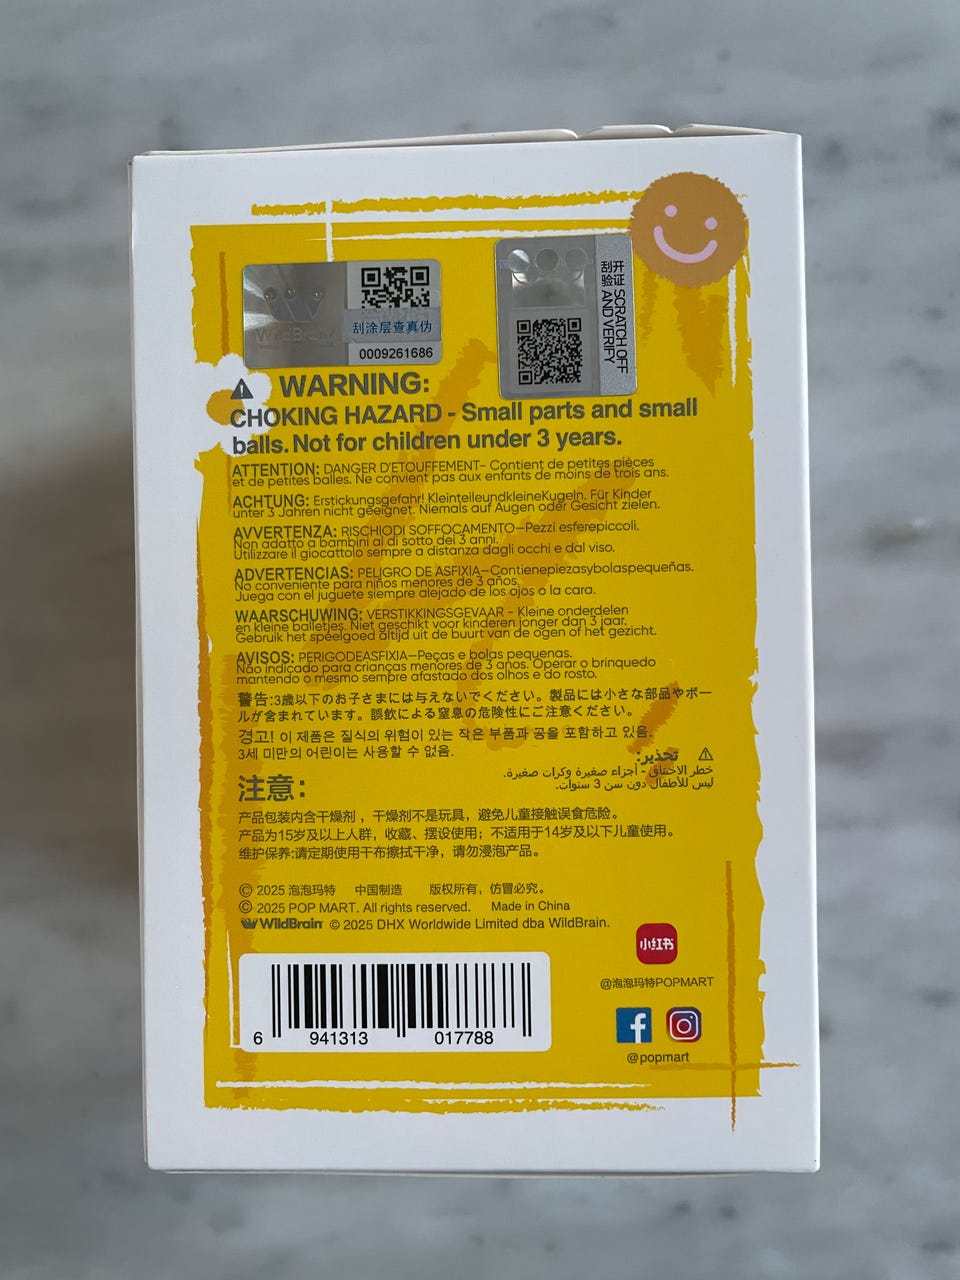 WildBrain
刮涂层查真伪
0009261686
开 证 SCRATCH OFF
刮 验 AND VERIFY
WARNING:
CHOKING HAZARD - Small parts and small
balls. Not for children under 3 years.
ATTENTION: DANGER D'ETOUFFEMENT- Contient de petites pièces
et de petites balles. Ne convient pas aux enfants de moins de trois ans.
ACHTUNG: Erstickungsgefahr! KleinteileundkleineKugeln. Für Kinder
unter 3 Jahren nicht geeignet. Niemals auf Augen oder Gesicht zielen.
AVVERTENZA: RISCHIODI SOFFOCAMENTO—Pezzi esferepiccoli.
Non adatto a bambini al di sotto dei 3 anni.
Utilizzare il giocattolo sempre a distanza dagli occhi e dal viso.
ADVERTENCIAS: PELIGRO DE ASFIXIA—Contienepiezasybolaspequeñas.
No conveniente para niños menores de 3 años.
Juega con el juguete siempre alejado de los ojos o la cara.
WAARSCHUWING: VERSTIKKINGSGEVAAR - Kleine onderdelen
en kleine balletjes. Niet geschikt voor kinderen jonger dan 3 jaar.
Gebruik het speelgoed altijd uit de buurt van de ogen of het gezicht.
AVISOS: PERIGODEASFIXIA—Peças e bolas pequenas.
Não indicado para crianças menores de 3 anos. Operar o brinquedo
mantendo o mesmo sempre afastado dos olhos e do rosto.
警告:3歳以下のお子さまには与えないでください。製品には小さな部品やボー
ルが含まれています。誤飲による窒息の危険性にご注意ください。
경고! 이 제품은 질식의 위험이 있는 작은 부품과 공을 포함하고 있음.
3세 미만의 어린이는 사용할 수 없음.
تحذير:
خطر الاختناق - أجزاء صغيرة وكرات صغيرة.
ليس للأطفال دون سن 3 سنوات.
注意：
产品包装内含干燥剂，干燥剂不是玩具，避免儿童接触误食危险。
产品为15岁及以上人群，收藏、摆设使用；不适用于14岁及以下儿童使用。
维护保养:请定期使用干布擦拭干净，请勿浸泡产品。
© 2025 泡泡玛特 中国制造 版权所有，仿冒必究。
© 2025 POP MART. All rights reserved. Made in China
WildBrain © 2025 DHX Worldwide Limited dba WildBrain.
小红书
@泡泡玛特POPMART
6 941313 017788
@popmart